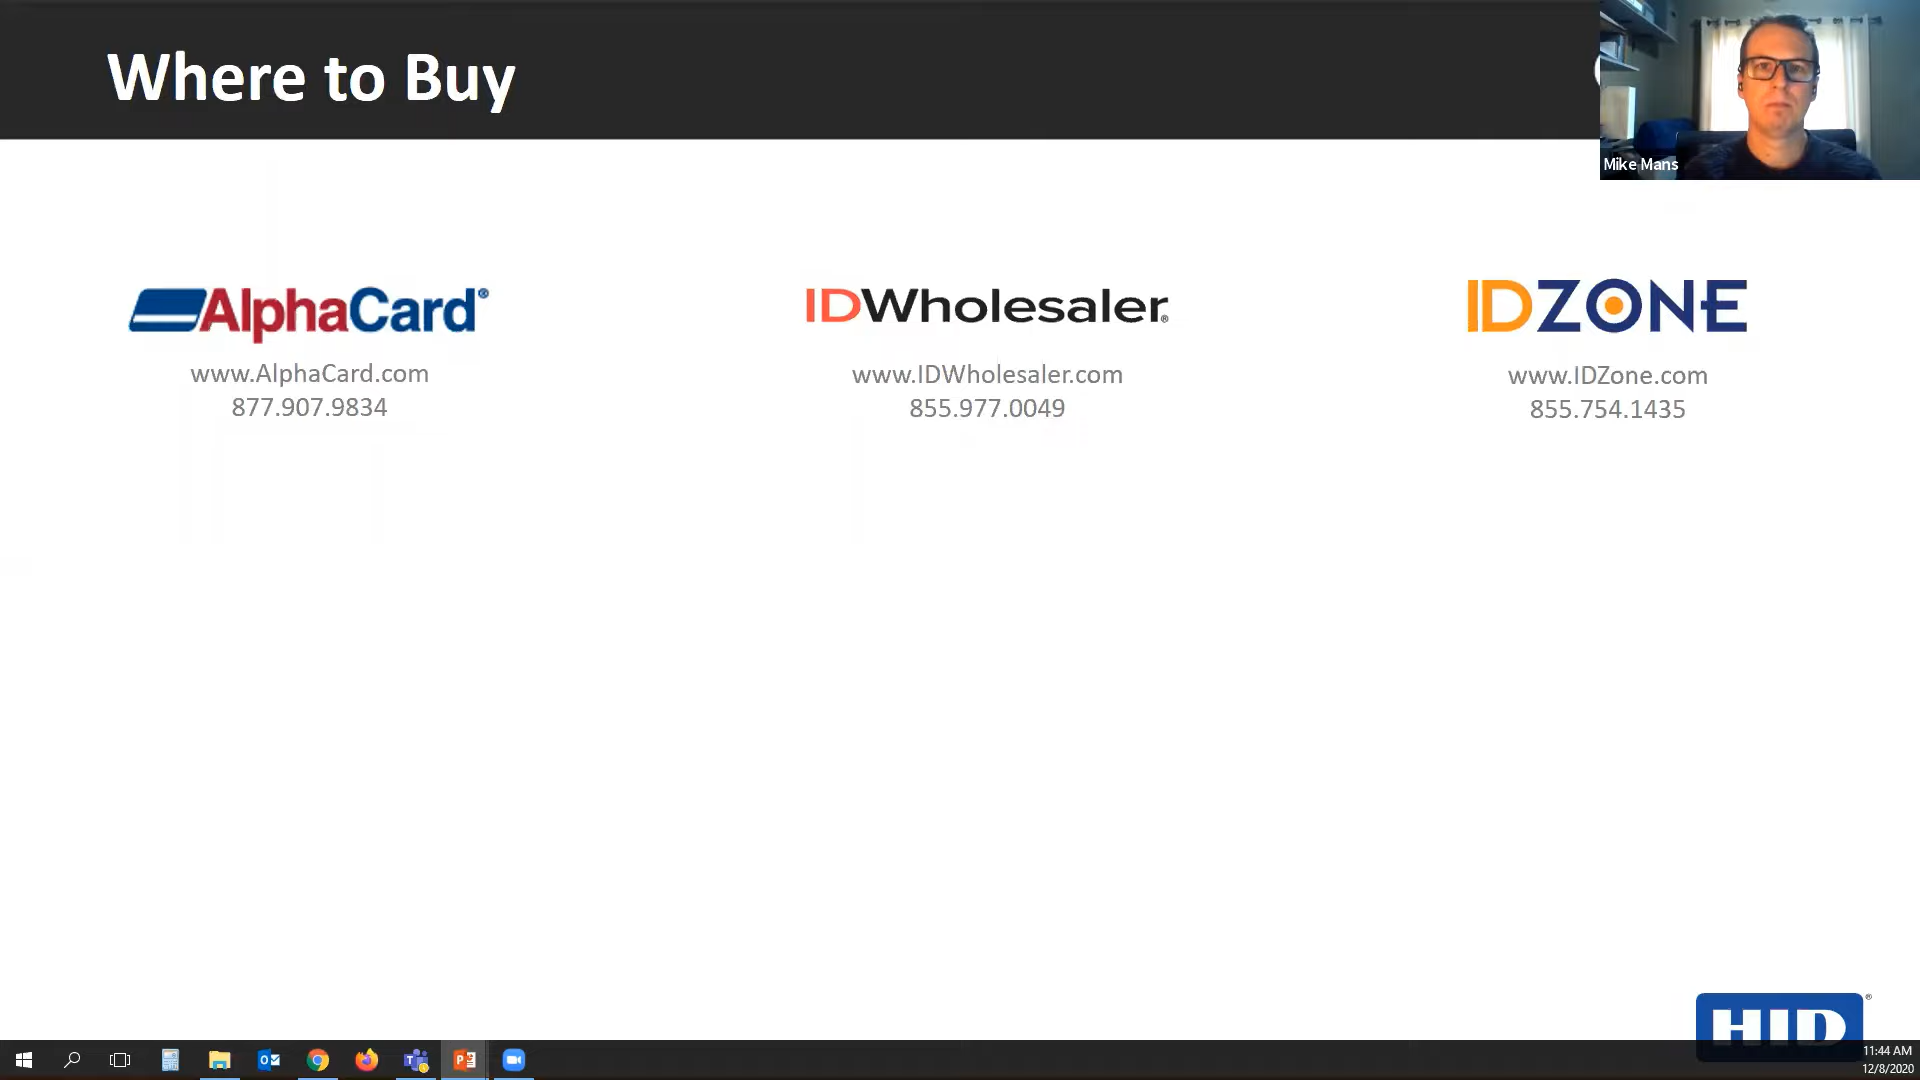 Where to Buy
Mike Mans
AlphaCard®
www.AlphaCard.com
877.907.9834
IDWholesaler®
www.IDWholesaler.com
855.977.0049
IDZONE
www.IDZone.com
855.754.1435
HID®
11:44 AM
12/8/2020